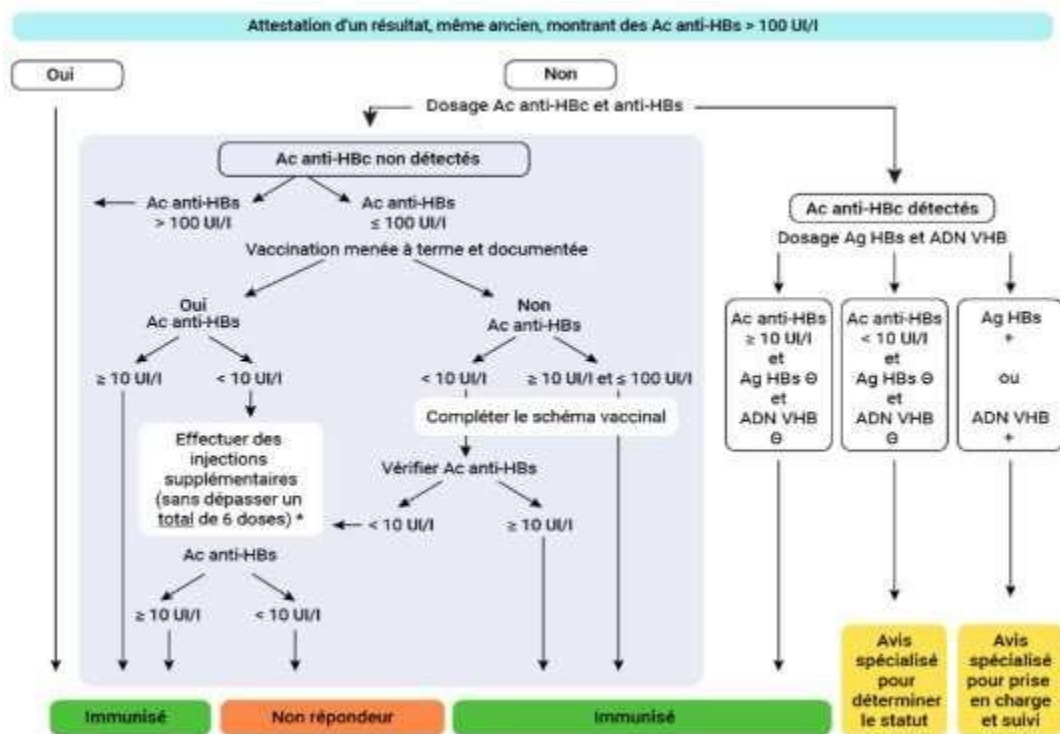 Attestation d'un résultat, même ancien, montrant des Ac anti-HBs > 100 UI/l
Oui
Non
Dosage Ac anti-HBc et anti-HBs
Ac anti-HBc non détectés
Ac anti-HBs
> 100 UI/l
Ac anti-HBs
≤ 100 UI/l
Vaccination menée à terme et documentée
Oui
Ac anti-HBs
Non
Ac anti-HBs
≥ 10 UI/l
< 10 UI/l
< 10 UI/l
≥ 10 UI/l et ≤ 100 UI/l
Compléter le schéma vaccinal
Effectuer des
injections
supplémentaires
(sans dépasser un
total de 6 doses) *
Vérifier Ac anti-HBs
< 10 UI/l
≥ 10 UI/l
Ac anti-HBs
≥ 10 UI/l
< 10 UI/l
Ac anti-HBc détectés
Dosage Ag HBs et ADN VHB
Ac anti-HBs
≥ 10 UI/l
et
Ag HBs ⊖
et
ADN VHB
⊖
Ac anti-HBs
< 10 UI/l
et
Ag HBs ⊖
et
ADN VHB
⊖
Ag HBs
+
ou
ADN VHB
+
Immunisé
Non répondeur
Immunisé
Avis
spécialisé
pour
déterminer
le statut
Avis
spécialisé
pour prise
en charge
et suivi